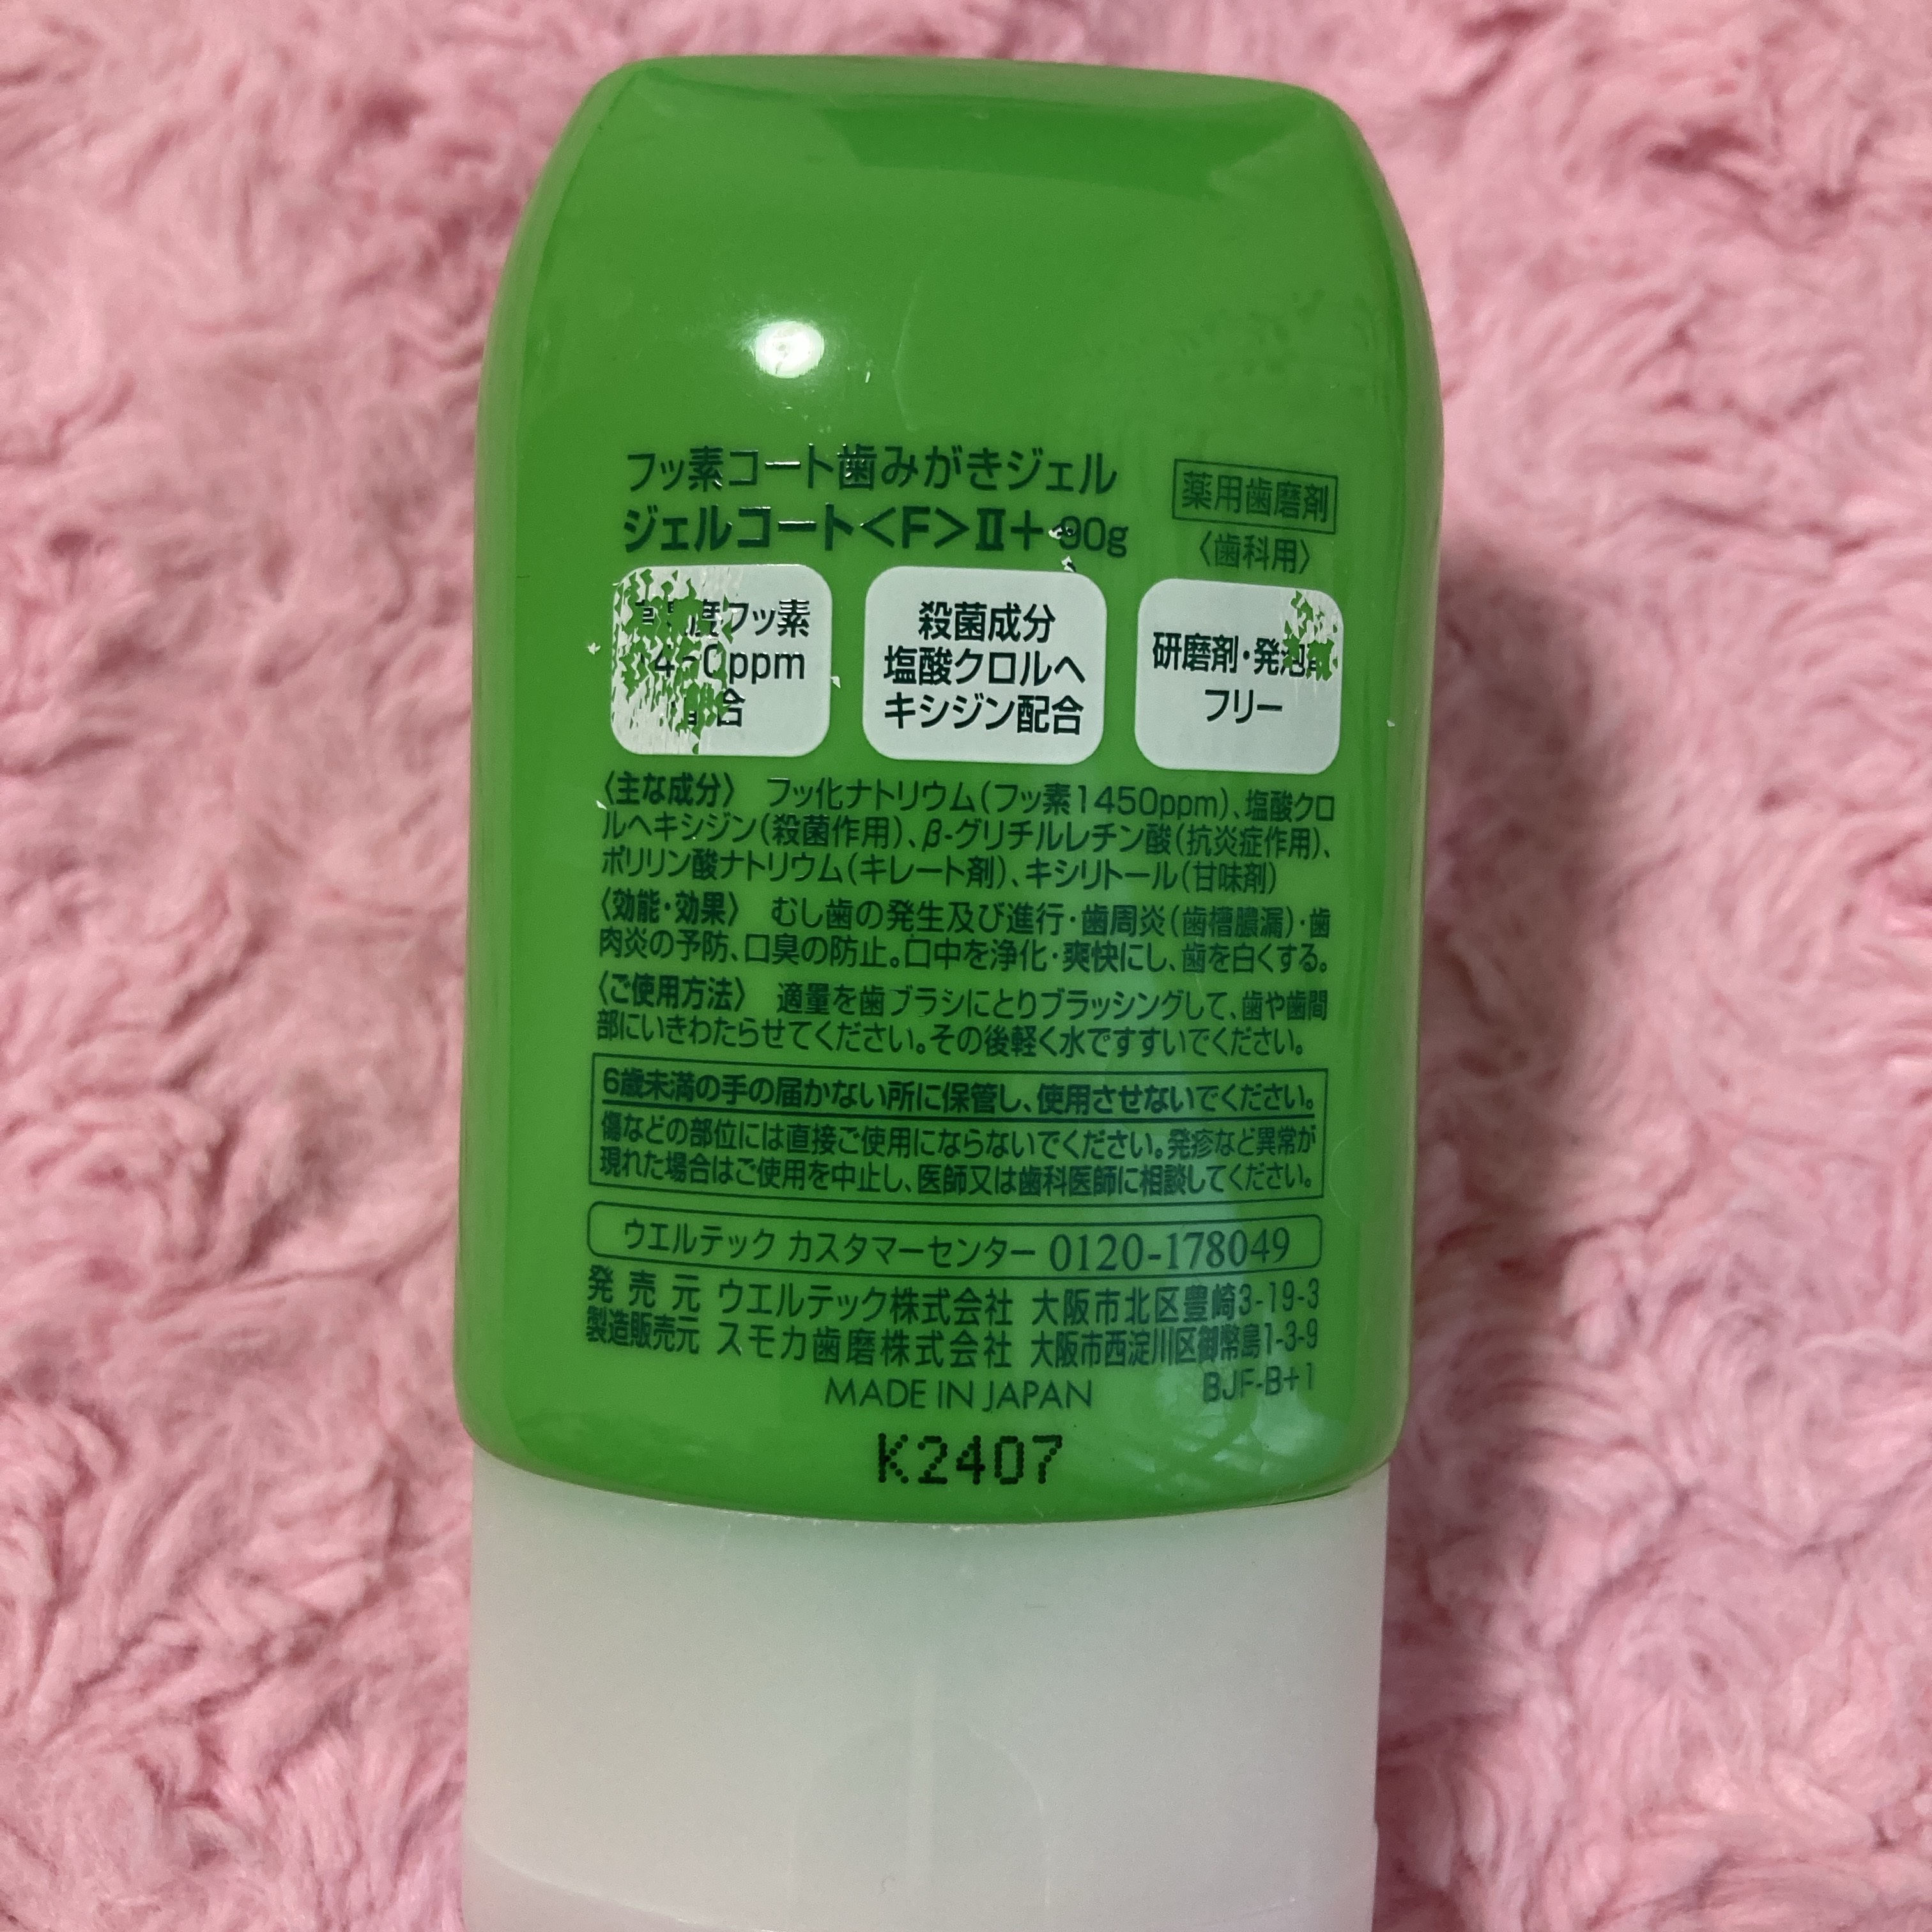 フッ素コート歯みがきジェル
ジェルコート〈F〉Ⅱ+ 90g
薬用歯磨剤
〈歯科用〉
度フッ素
ppm
合
殺菌成分
塩酸クロルヘ
キシジン配合
研磨剤・発泡剤
フリー
〈主な成分〉 フッ化ナトリウム(フッ素1450ppm)、塩酸クロ
ルヘキシジン(殺菌作用)、β-グリチルレチン酸(抗炎症作用)、
ポリリン酸ナトリウム(キレート剤)、キシリトール(甘味剤)
〈効能・効果〉 むし歯の発生及び進行・歯周炎(歯槽膿漏)・歯
肉炎の予防、口臭の防止。口中を浄化・爽快にし、歯を白くする。
〈ご使用方法〉 適量を歯ブラシにとりブラッシングして、歯や歯間
部にいきわたらせてください。その後軽く水ですすいでください。
6歳未満の手の届かない所に保管し、使用させないでください。
傷などの部位には直接ご使用にならないでください。発疹など異常が
現れた場合はご使用を中止し、医師又は歯科医師に相談してください。
ウエルテック カスタマーセンター 0120-178049
発売元 ウエルテック株式会社 大阪市北区豊崎3-19-3
製造販売元 スモカ歯磨株式会社 大阪市西淀川区御幣島1-3-9
MADE IN JAPAN
BJF-B+1
K2407